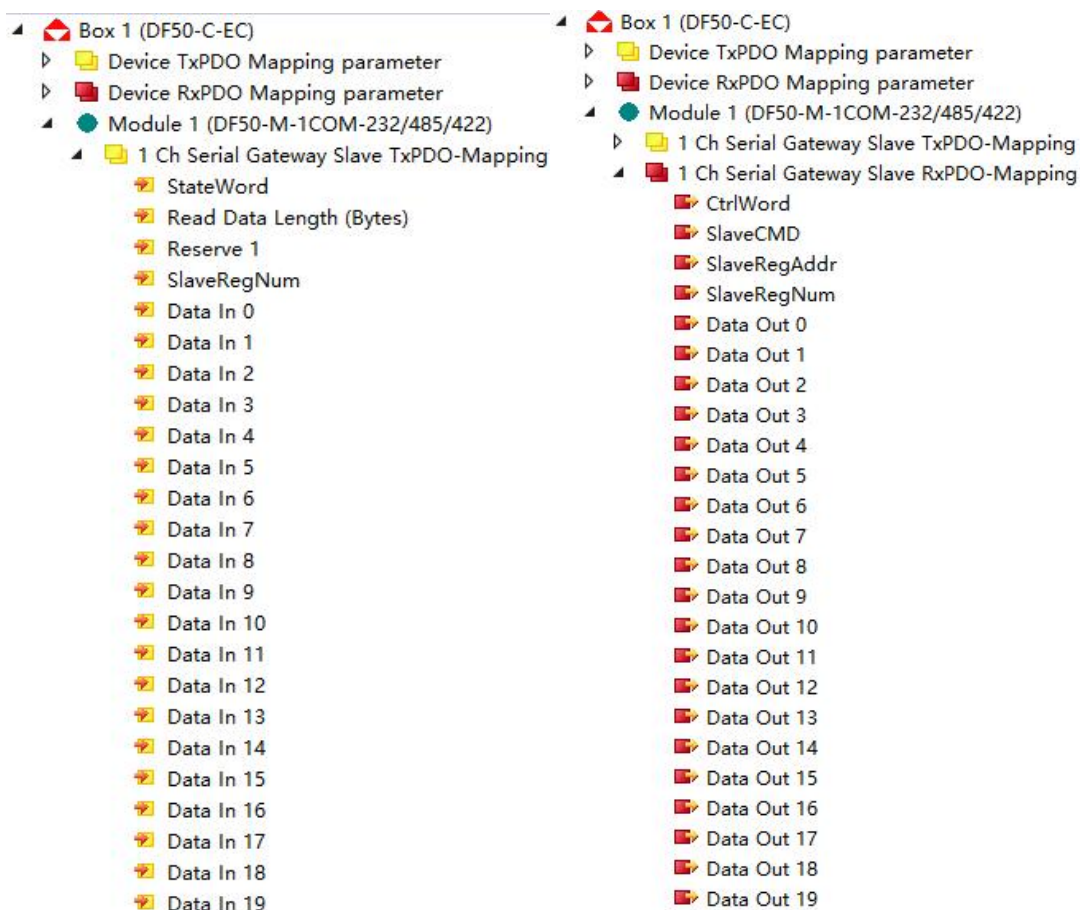 Box 1 (DF50-C-EC)
Device TxPDO Mapping parameter
Device RxPDO Mapping parameter
Module 1 (DF50-M-1COM-232/485/422)
1 Ch Serial Gateway Slave TxPDO-Mapping
StateWord
Read Data Length (Bytes)
Reserve 1
SlaveRegNum
Data In 0
Data In 1
Data In 2
Data In 3
Data In 4
Data In 5
Data In 6
Data In 7
Data In 8
Data In 9
Data In 10
Data In 11
Data In 12
Data In 13
Data In 14
Data In 15
Data In 16
Data In 17
Data In 18
Data In 19
Box 1 (DF50-C-EC)
Device TxPDO Mapping parameter
Device RxPDO Mapping parameter
Module 1 (DF50-M-1COM-232/485/422)
1 Ch Serial Gateway Slave TxPDO-Mapping
1 Ch Serial Gateway Slave RxPDO-Mapping
CtrlWord
SlaveCMD
SlaveRegAddr
SlaveRegNum
Data Out 0
Data Out 1
Data Out 2
Data Out 3
Data Out 4
Data Out 5
Data Out 6
Data Out 7
Data Out 8
Data Out 9
Data Out 10
Data Out 11
Data Out 12
Data Out 13
Data Out 14
Data Out 15
Data Out 16
Data Out 17
Data Out 18
Data Out 19